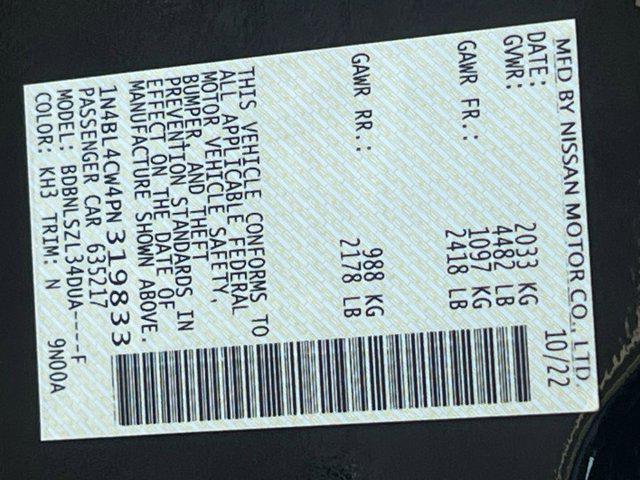 MFD BY NISSAN MOTOR CO., LTD.
DATE: 10/22
GVWR: 2033 KG
4482 LB
GAWR FR.: 1097 KG
2418 LB
GAWR RR.: 988 KG
2178 LB
THIS VEHICLE CONFORMS TO
ALL APPLICABLE FEDERAL
MOTOR VEHICLE SAFETY,
BUMPER, AND THEFT
PREVENTION STANDARDS IN
EFFECT ON THE DATE OF
MANUFACTURE SHOWN ABOVE.
1N4BL4CW4PN319833
PASSENGER CAR 635217
MODEL: BDBNLSZL34DUA----F
COLOR: KH3 TRIM: N 9N00A